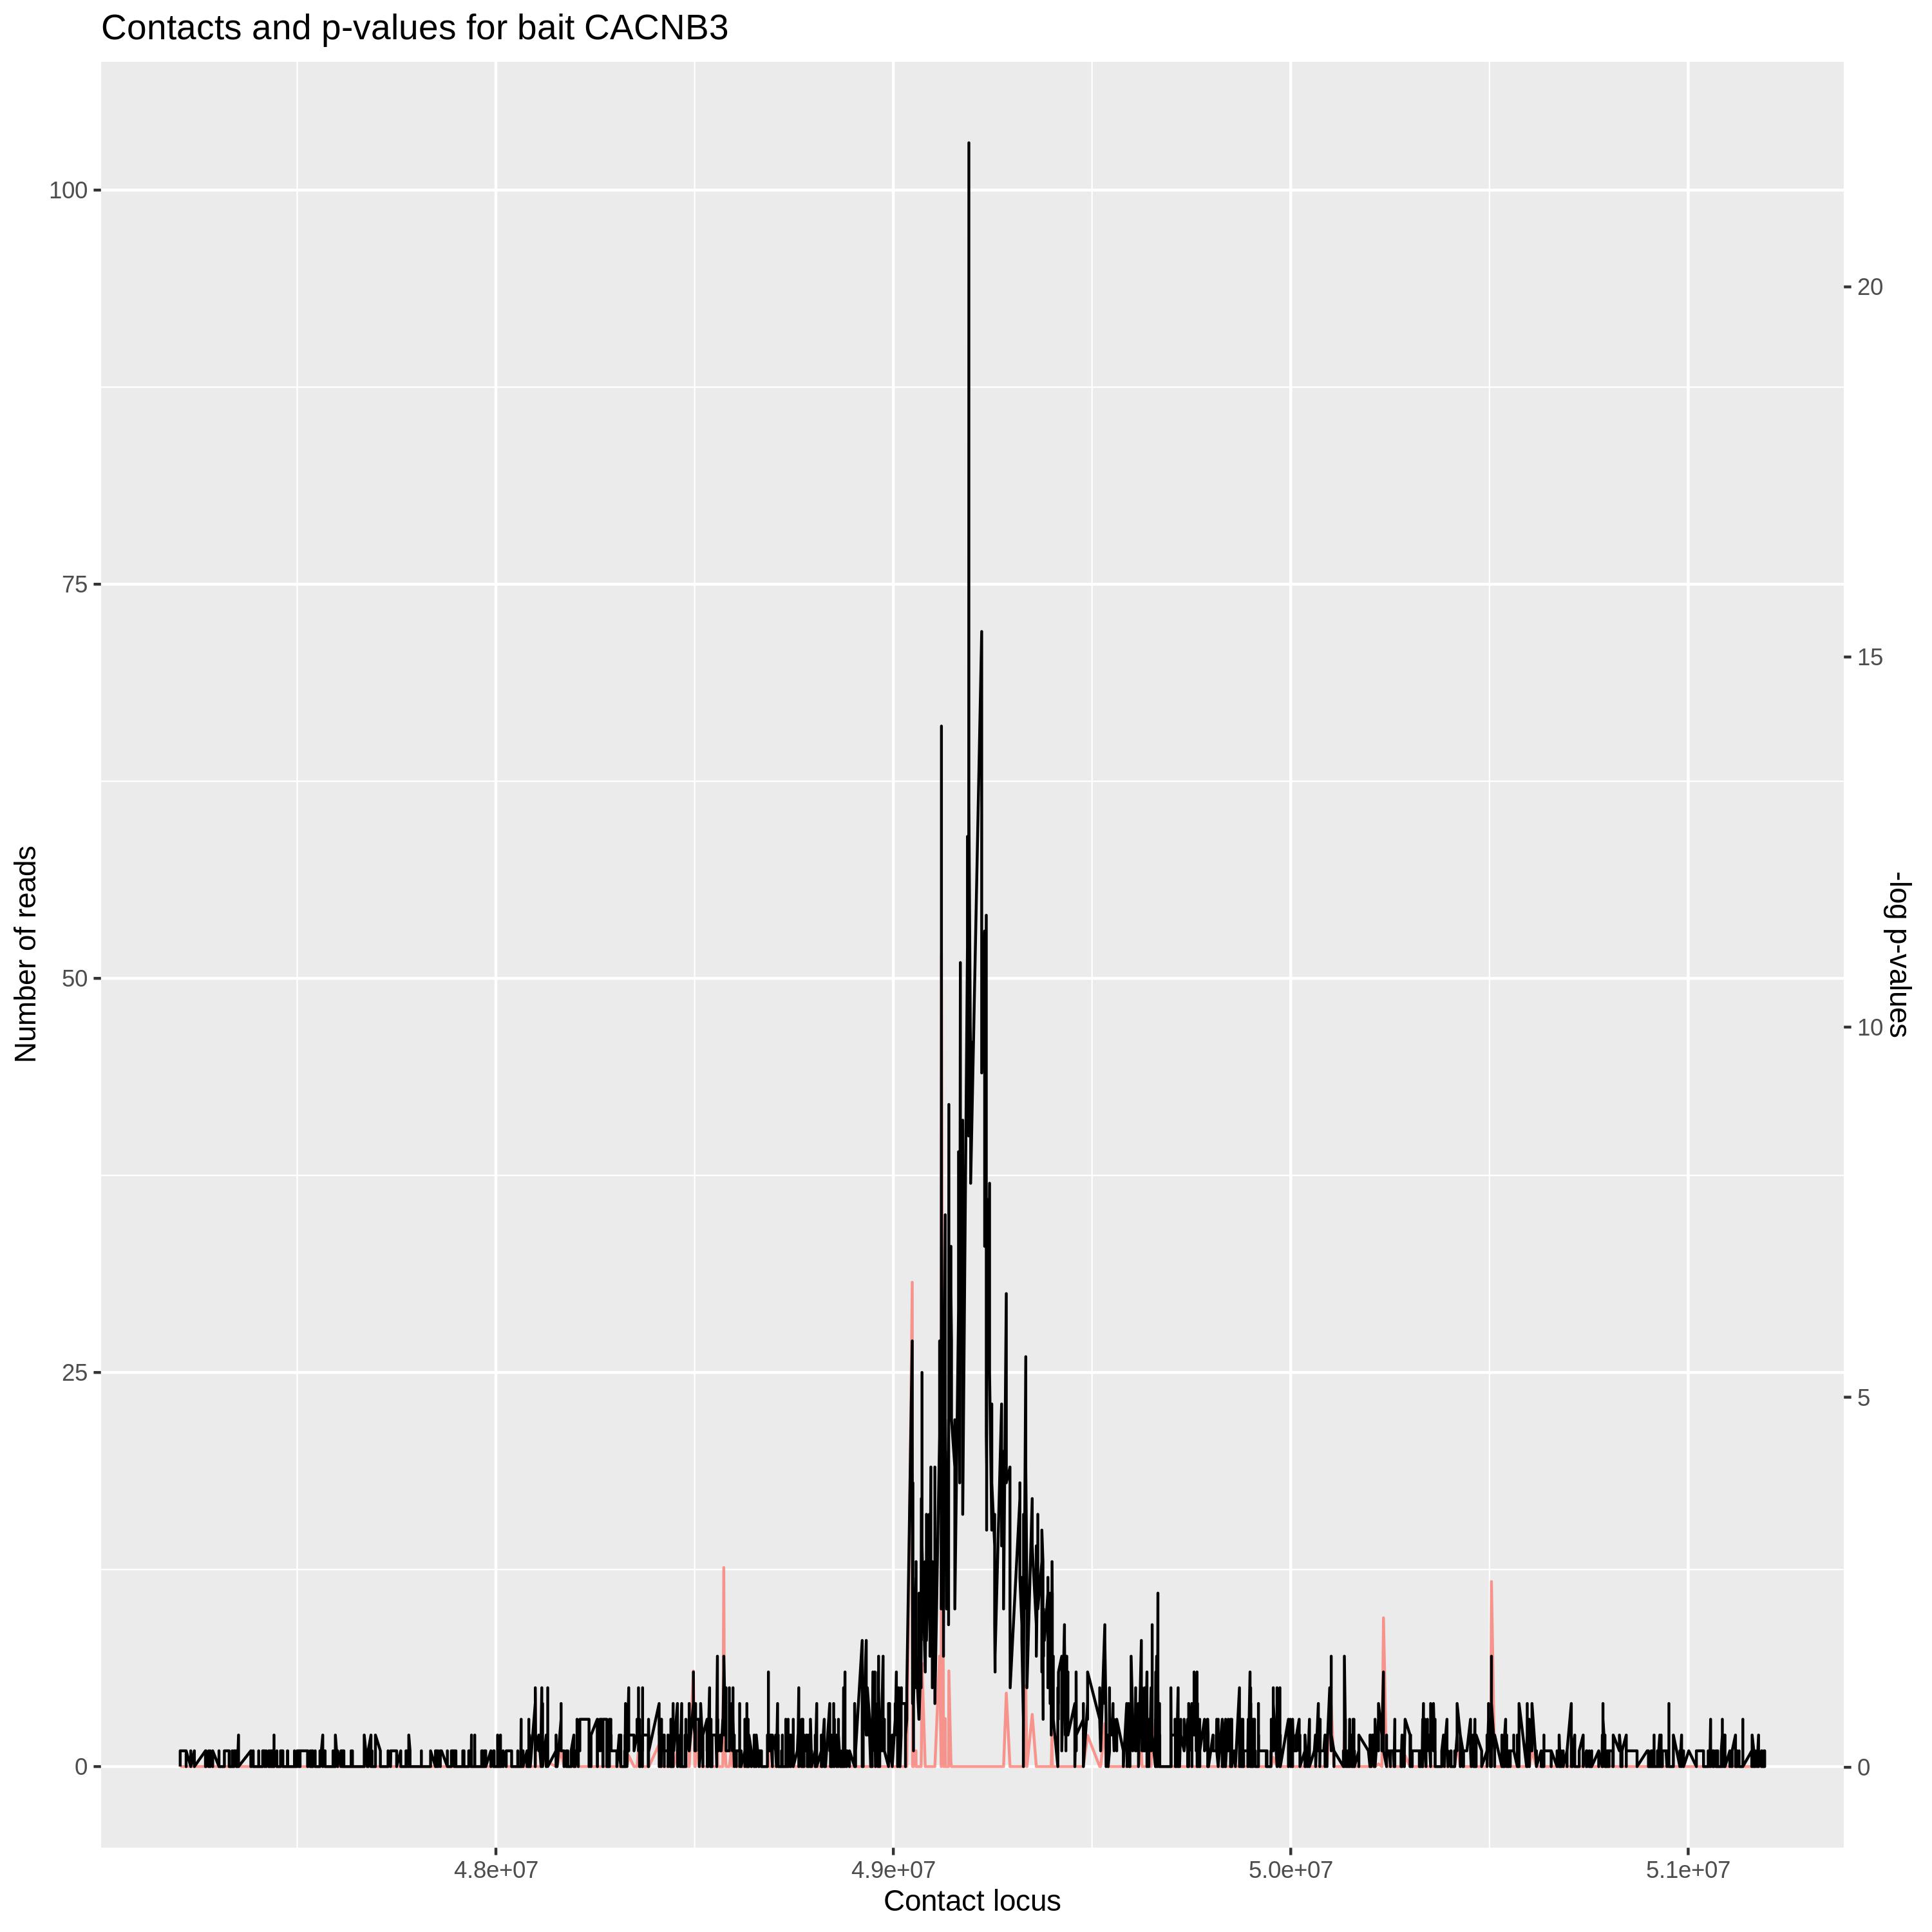 Contacts and p-values for bait CACNB3
100
75
50
25
0
Number of reads
20
15
10
5
0
-log p-values
4.8e+07
4.9e+07
5.0e+07
5.1e+07
Contact locus